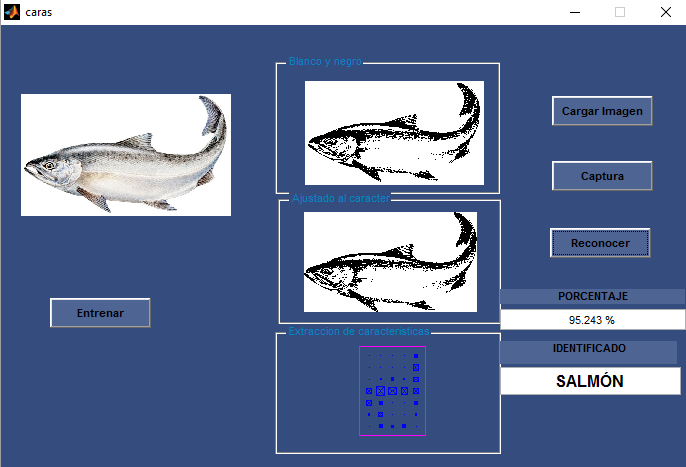 caras
Blanco y negro
Cargar Imagen
Captura
Ajustado al caracter
Reconocer
Entrenar
PORCENTAJE
95.243 %
Extraccion de caracteristicas
IDENTIFICADO
SALMÓN